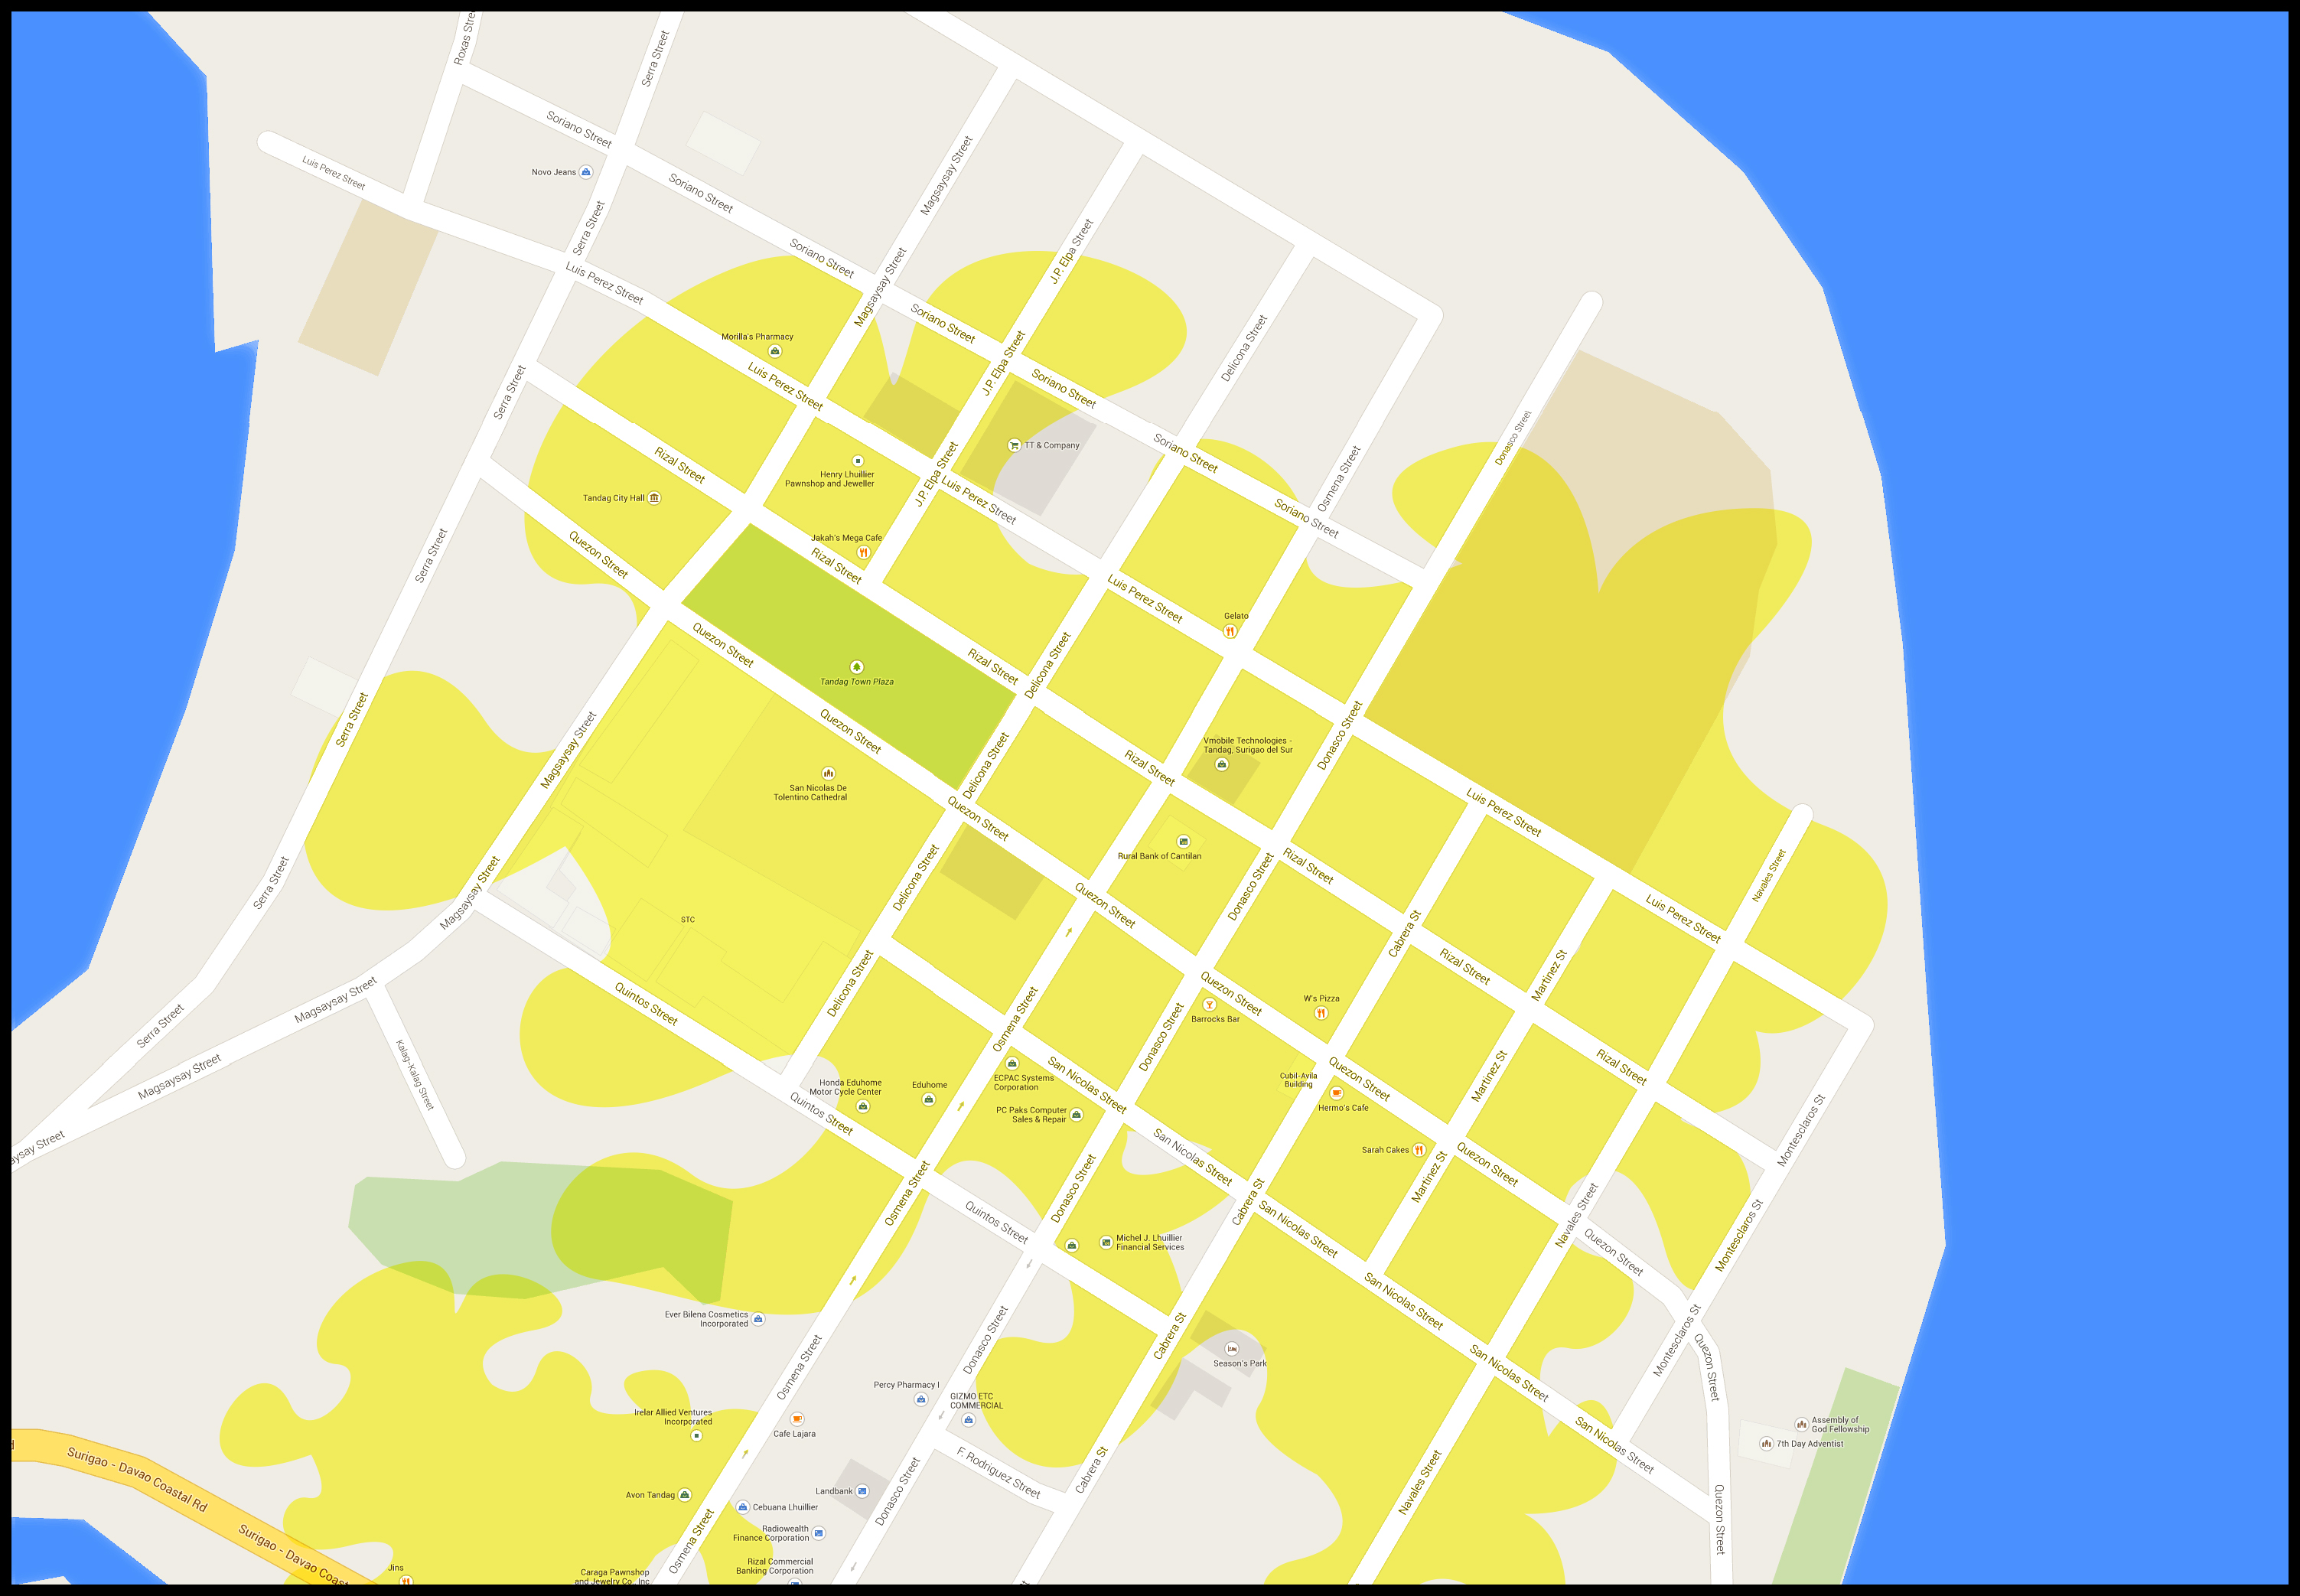 Roxas Stre
Serra Street
Soriano Street
Luis Perez Street
Novo Jeans
Serra Street
Soriano Street
Magsaysay Street
Soriano Street
J.P. Elpa Street
Luis Perez Street
Magsaysay Street
Soriano Street
Morilla's Pharmacy
J.P. Elpa Street
Delicona Street
Luis Perez Street
Soriano Street
Serra Street
Donasco Street
TT & Company
Soriano Street
Rizal Street
Henry Lhuillier
Pawnshop and Jeweller
J.P. Elpa Street
Osmena Street
Tandag City Hall
Luis Perez Street
Soriano Street
Jakah's Mega Cafe
Quezon Street
Serra Street
Rizal Street
Luis Perez Street
Gelato
Quezon Street
Rizal Street
Delicona Street
Tandag Town Plaza
Serra Street
Quezon Street
Magsaysay Street
Donasco Street
Vmobile Technologies -
Tandag, Surigao del Sur
Rizal Street
Delicona Street
San Nicolas De
Tolentino Cathedral
Quezon Street
Luis Perez Street
Rural Bank of Cantilan
Rizal Street
Serra Street
Magsaysay Street
Delicona Street
Donasco Street
Navales Street
Quezon Street
STC
Luis Perez Street
Cabrera St
Rizal Street
Martinez St
Delicona Street
Quintos Street
Magsaysay Street
Quezon Street
W's Pizza
Barrocks Bar
Serra Street
Osmena Street
Donasco Street
Kalag-Kalag Street
Magsaysay Street
Rizal Street
Martinez St
Quezon Street
Cubil-Avila
Building
ECPAC Systems
Corporation
San Nicolas Street
Honda Eduhome
Motor Cycle Center
Eduhome
Hermo's Cafe
PC Paks Computer
Sales & Repair
Quintos Street
Montesclaros St
aysay Street
Sarah Cakes
San Nicolas Street
Quezon Street
Martinez St
Osmena Street
Donasco Street
Cabrera St
Quintos Street
San Nicolas Street
Navales Street
Michel J. Lhuillier
Financial Services
Quezon Street
Montesclaros St
San Nicolas Street
Ever Bilena Cosmetics
Incorporated
Donasco Street
Cabrera St
Season's Park
Montesclaros St
Osmena Street
San Nicolas Street
Quezon Street
Percy Pharmacy I
GIZMO ETC
COMMERCIAL
Irelar Allied Ventures
Incorporated
Cafe Lajara
Assembly of
God Fellowship
7th Day Adventist
San Nicolas Street
Surigao - Davao Coastal Rd
F. Rodriguez Street
Cabrera St
Navales Street
Landbank
Donasco Street
Avon Tandag
Cebuana Lhuillier
Quezon Street
Radiowealth
Finance Corporation
Osmena Street
Surigao - Davao Coast
Jins
Rizal Commercial
Banking Corporation
Caraga Pawnshop
and Jewelry Co., Inc